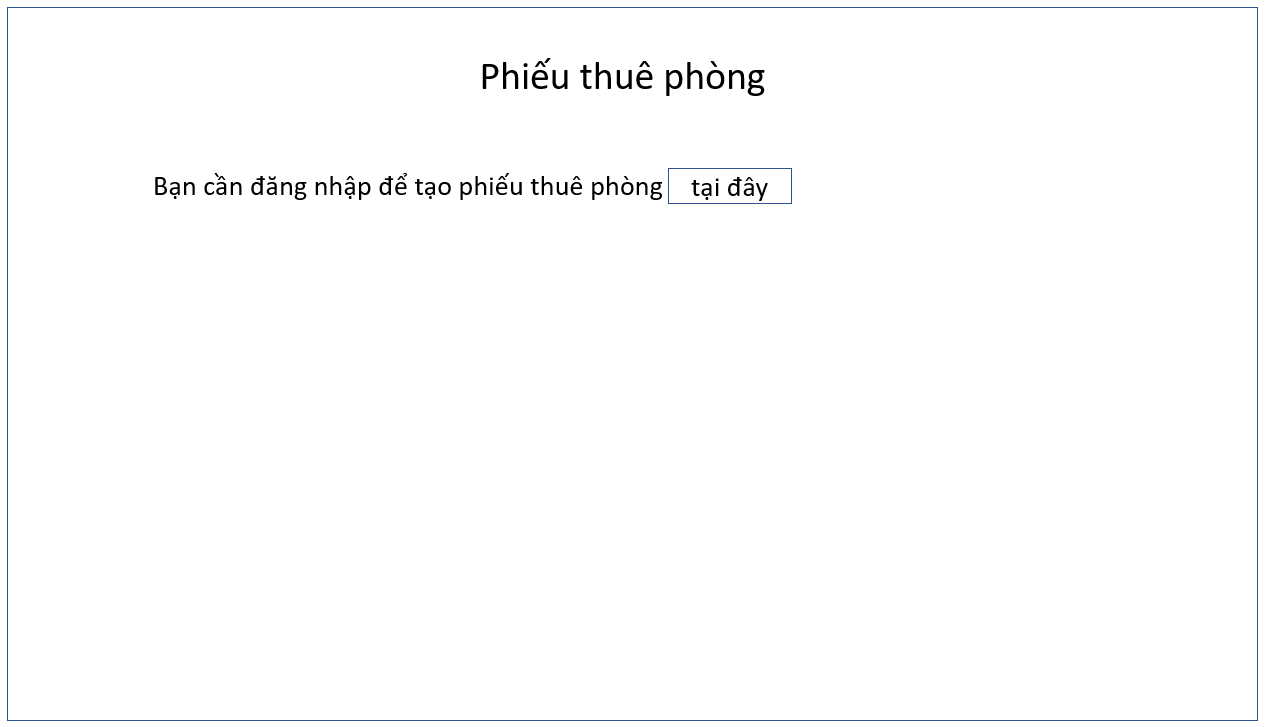 Phiếu thuê phòng
Bạn cần đăng nhập để tạo phiếu thuê phòng tại đây